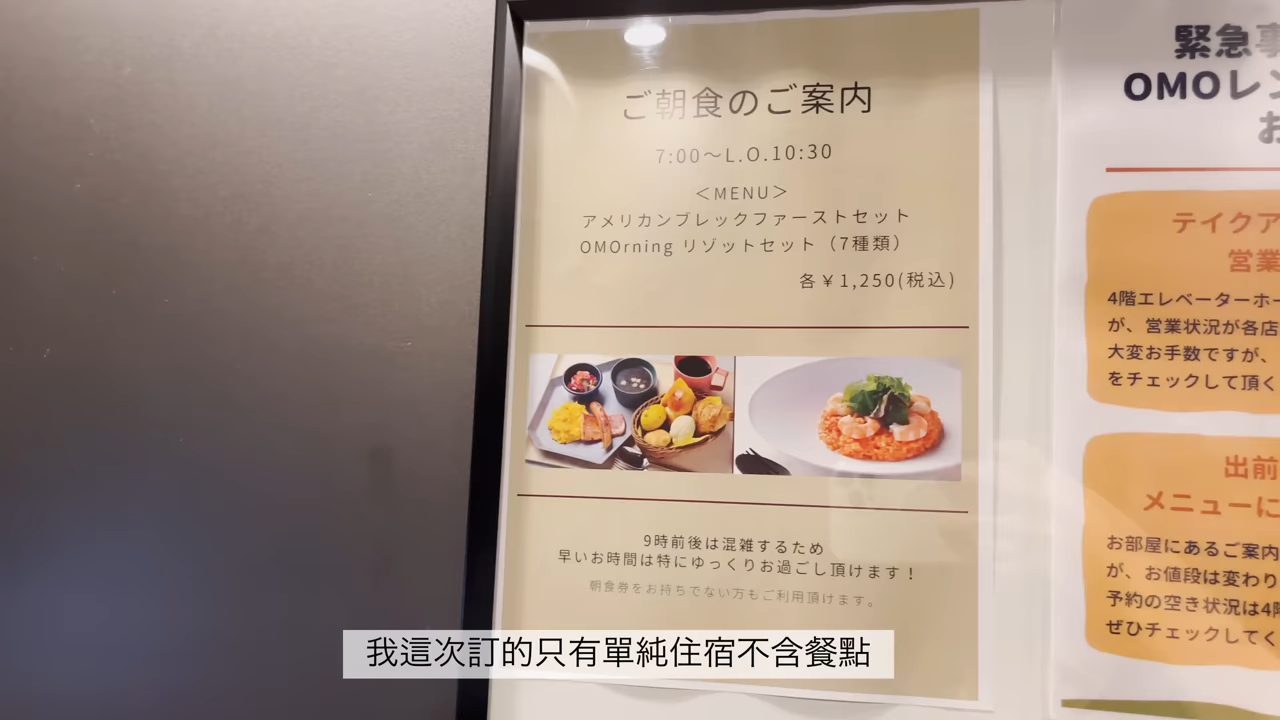 ご朝食のご案内
7:00〜L.O.10:30
＜MENU＞
アメリカンブレックファーストセット
OMOrning リゾットセット（7種類）
各￥1,250(税込)
9時前後は混雑するため
早いお時間は特にゆっくりお過ごし頂けます！
朝食券をお持ちでない方もご利用頂けます。
緊急事
OMOレン
お
テイクア
営業
4階エレベーターホー
が、営業状況が各店
大変お手数ですが、
をチェックして頂く
出前
メニューに
お部屋にあるご案内
が、お値段は変わり
予約の空き状況は4階
ぜひチェックしてく
我這次訂的只有單純住宿不含餐點